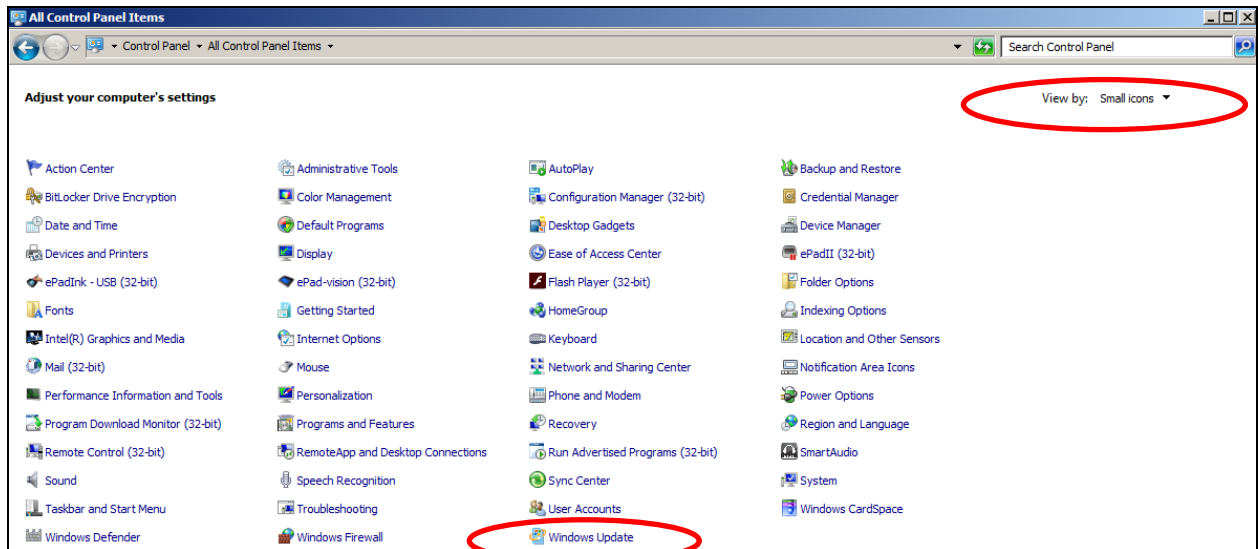 All Control Panel Items
Control Panel All Control Panel Items Search Control Panel
Adjust your computer's settings View by: Small icons
Action Center Administrative Tools AutoPlay Backup and Restore
BitLocker Drive Encryption Color Management Configuration Manager (32-bit) Credential Manager
Date and Time Default Programs Desktop Gadgets Device Manager
Devices and Printers Display Ease of Access Center ePadII (32-bit)
ePadInk - USB (32-bit) ePad-vision (32-bit) Flash Player (32-bit) Folder Options
Fonts Getting Started HomeGroup Indexing Options
Intel(R) Graphics and Media Internet Options Keyboard Location and Other Sensors
Mail (32-bit) Mouse Network and Sharing Center Notification Area Icons
Performance Information and Tools Personalization Phone and Modem Power Options
Program Download Monitor (32-bit) Programs and Features Recovery Region and Language
Remote Control (32-bit) RemoteApp and Desktop Connections Run Advertised Programs (32-bit) SmartAudio
Sound Speech Recognition Sync Center System
Taskbar and Start Menu Troubleshooting User Accounts Windows CardSpace
Windows Defender Windows Firewall Windows Update